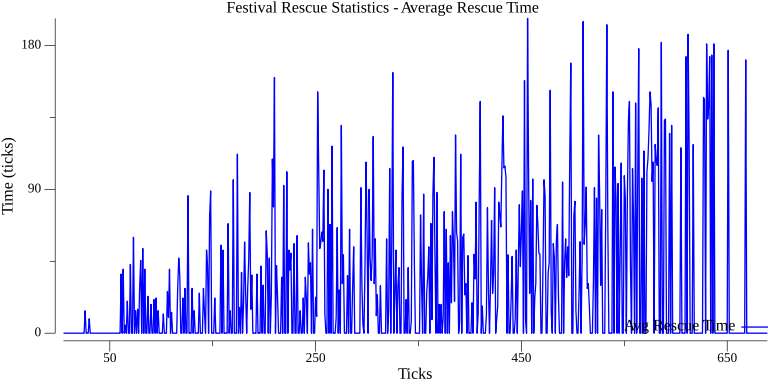 Festival Rescue Statistics - Average Rescue Time
Time (ticks)
180
90
0
Avg Rescue Time
50
250
450
650
Ticks